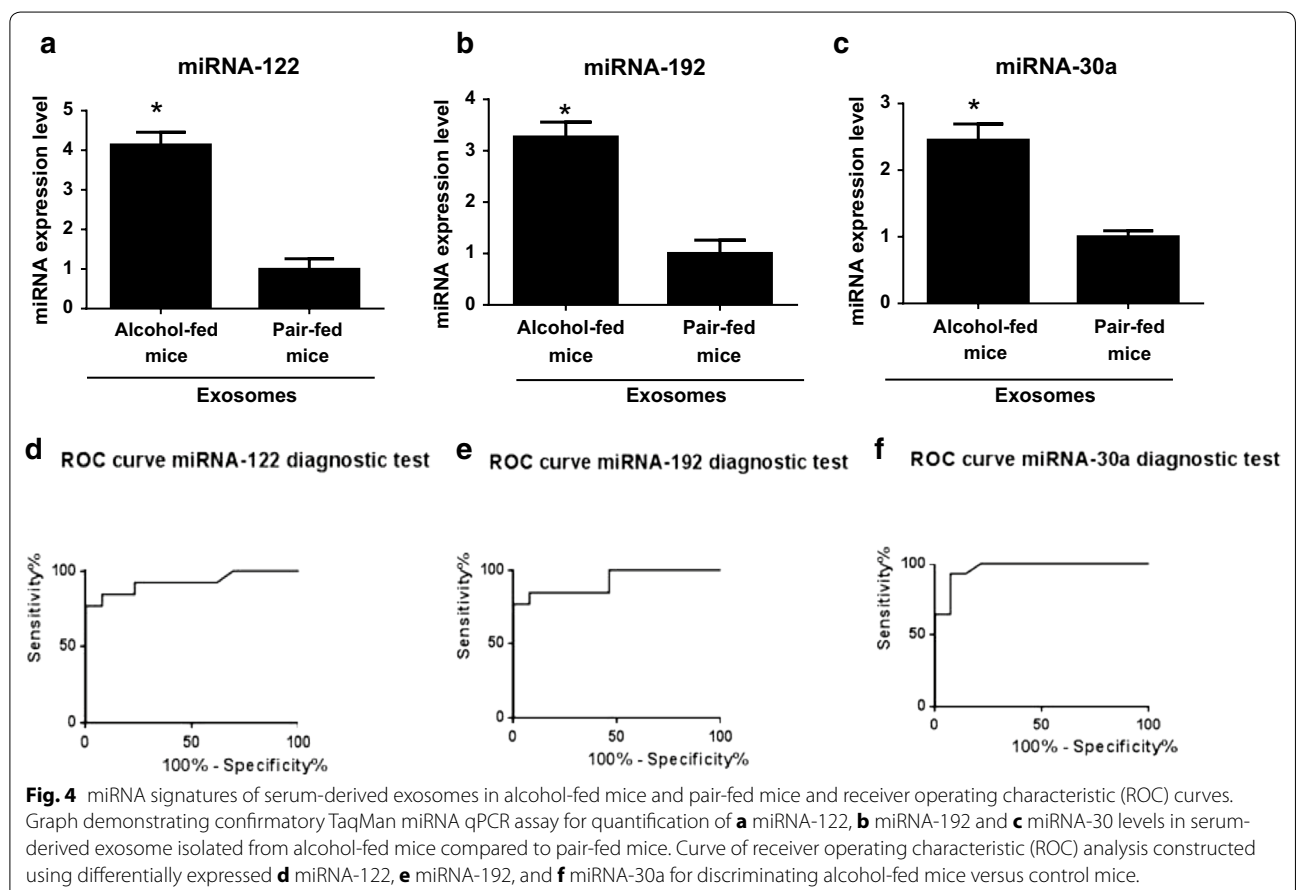 a
miRNA-122
miRNA expression level
5
4
3
2
1
0
*
Alcohol-fed mice
Pair-fed mice
Exosomes
b
miRNA-192
miRNA expression level
4
3
2
1
0
*
Alcohol-fed mice
Pair-fed mice
Exosomes
c
miRNA-30a
miRNA expression level
3
2
1
0
*
Alcohol-fed mice
Pair-fed mice
Exosomes
d
ROC curve miRNA-122 diagnostic test
Sensitivity%
100
50
0
0 50 100
100% - Specificity%
e
ROC curve miRNA-192 diagnostic test
Sensitivity%
100
50
0
0 50 100
100% - Specificity%
f
ROC curve miRNA-30a diagnostic test
Sensitivity%
100
50
0
0 50 100
100% - Specificity%
Fig. 4 miRNA signatures of serum-derived exosomes in alcohol-fed mice and pair-fed mice and receiver operating characteristic (ROC) curves.
Graph demonstrating confirmatory TaqMan miRNA qPCR assay for quantification of a miRNA-122, b miRNA-192 and c miRNA-30 levels in serum-
derived exosome isolated from alcohol-fed mice compared to pair-fed mice. Curve of receiver operating characteristic (ROC) analysis constructed
using differentially expressed d miRNA-122, e miRNA-192, and f miRNA-30a for discriminating alcohol-fed mice versus control mice.